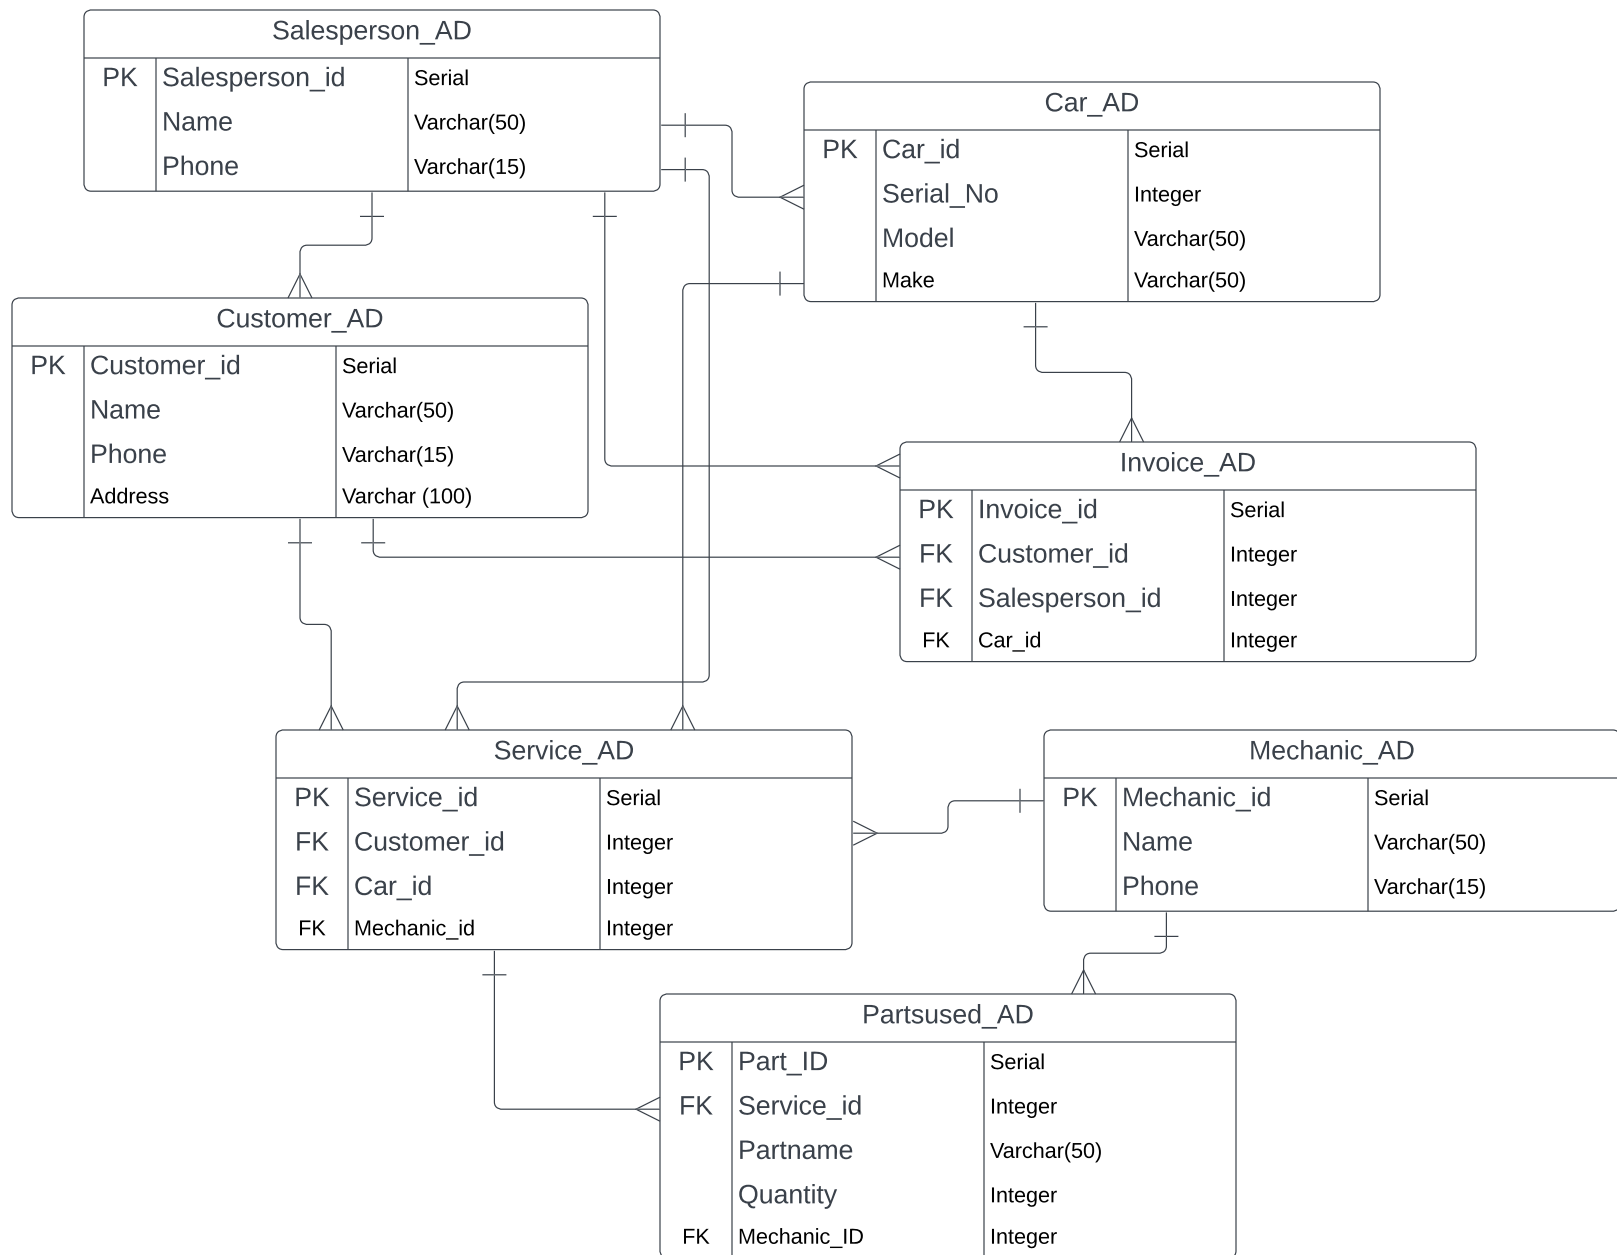 Salesperson_AD
PK Salesperson_id Serial
Name Varchar(50)
Phone Varchar(15)
Car_AD
PK Car_id Serial
Serial_No Integer
Model Varchar(50)
Make Varchar(50)
Customer_AD
PK Customer_id Serial
Name Varchar(50)
Phone Varchar(15)
Address Varchar (100)
Invoice_AD
PK Invoice_id Serial
FK Customer_id Integer
FK Salesperson_id Integer
FK Car_id Integer
Service_AD
PK Service_id Serial
FK Customer_id Integer
FK Car_id Integer
FK Mechanic_id Integer
Mechanic_AD
PK Mechanic_id Serial
Name Varchar(50)
Phone Varchar(15)
Partsused_AD
PK Part_ID Serial
FK Service_id Integer
Partname Varchar(50)
Quantity Integer
FK Mechanic_ID Integer